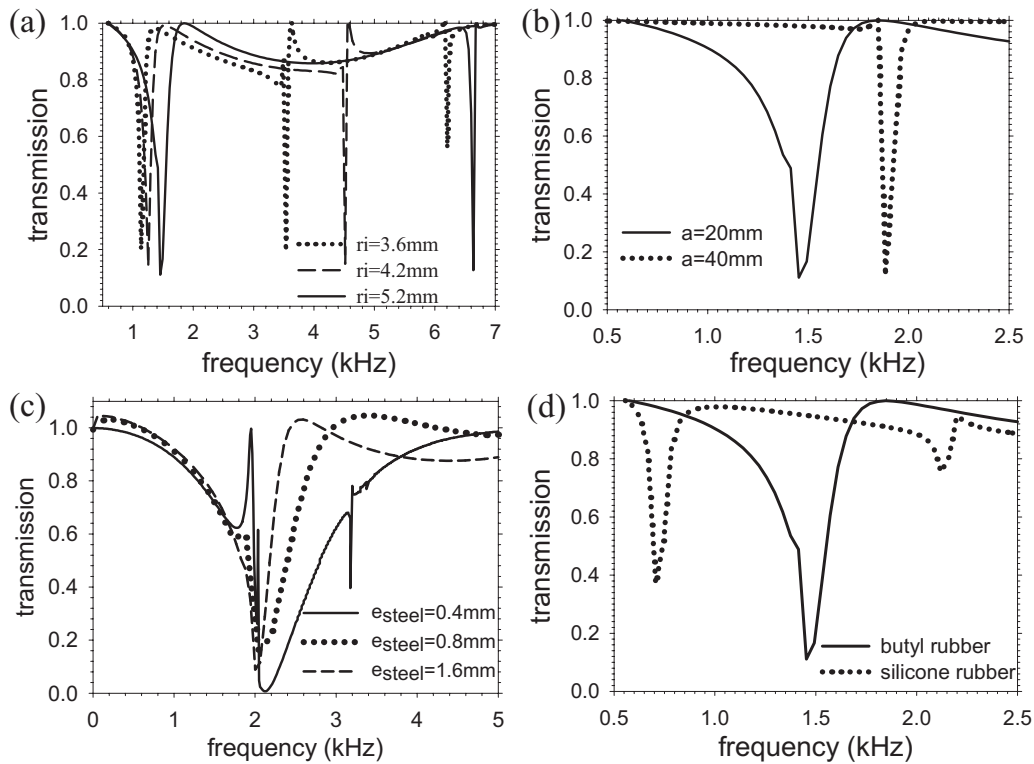 (a)
transmission
1.0
0.8
0.6
0.4
0.2
0.0
ri=3.6mm
ri=4.2mm
ri=5.2mm
1 2 3 4 5 6 7
frequency (kHz)
(b)
transmission
1.0
0.8
0.6
0.4
0.2
0.0
a=20mm
a=40mm
0.5 1.0 1.5 2.0 2.5
frequency (kHz)
(c)
transmission
1.0
0.8
0.6
0.4
0.2
0.0
esteel=0.4mm
esteel=0.8mm
esteel=1.6mm
0 1 2 3 4 5
frequency (kHz)
(d)
transmission
1.0
0.8
0.6
0.4
0.2
0.0
butyl rubber
silicone rubber
0.5 1.0 1.5 2.0 2.5
frequency (kHz)